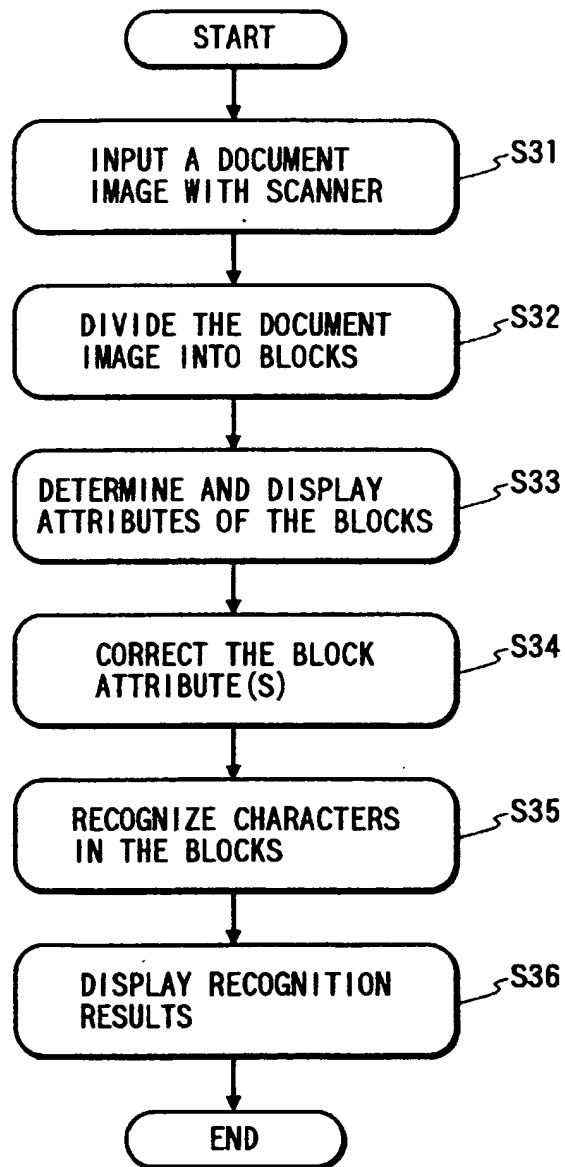 START
INPUT A DOCUMENT
IMAGE WITH SCANNER
S31
DIVIDE THE DOCUMENT
IMAGE INTO BLOCKS
S32
DETERMINE AND DISPLAY
ATTRIBUTES OF THE BLOCKS
S33
CORRECT THE BLOCK
ATTRIBUTE(S)
S34
RECOGNIZE CHARACTERS
IN THE BLOCKS
S35
DISPLAY RECOGNITION
RESULTS
S36
END